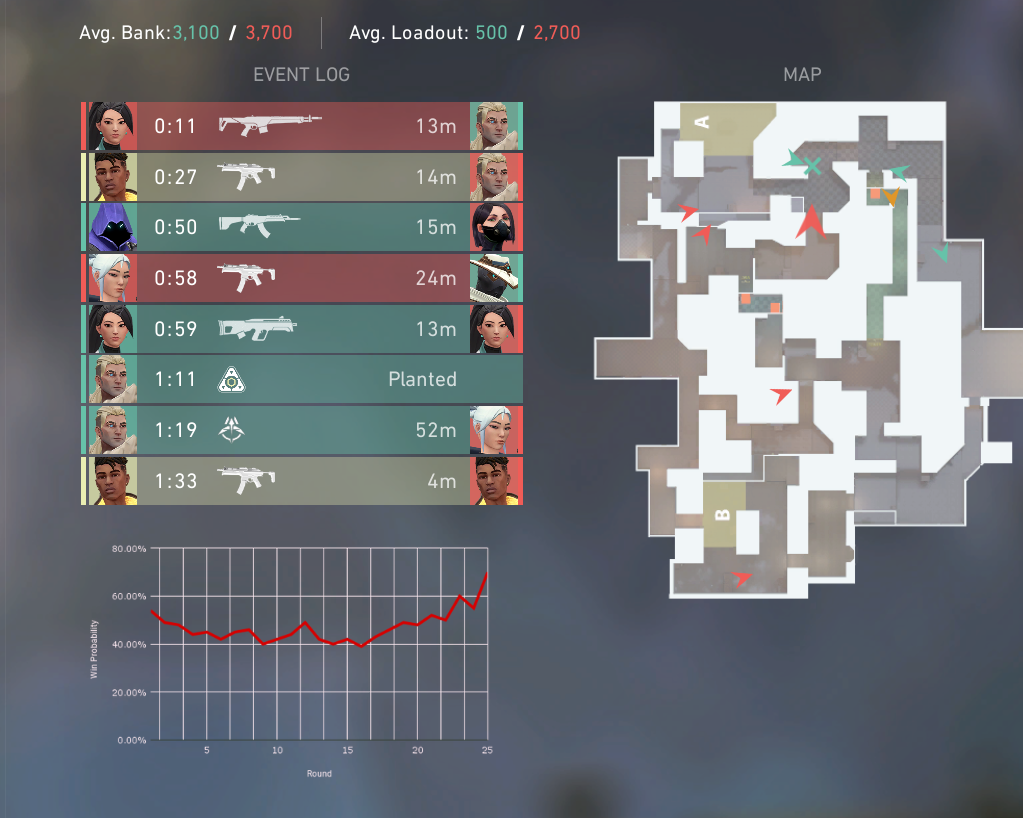 Avg. Bank:3,100 / 3,700
Avg. Loadout: 500 / 2,700
EVENT LOG
0:11 13m
0:27 14m
0:50 15m
0:58 24m
0:59 13m
1:11 Planted
1:19 52m
1:33 4m
80.00%
60.00%
40.00%
20.00%
0.00%
Win Probability
5 10 15 20 25
Round
MAP
A
B